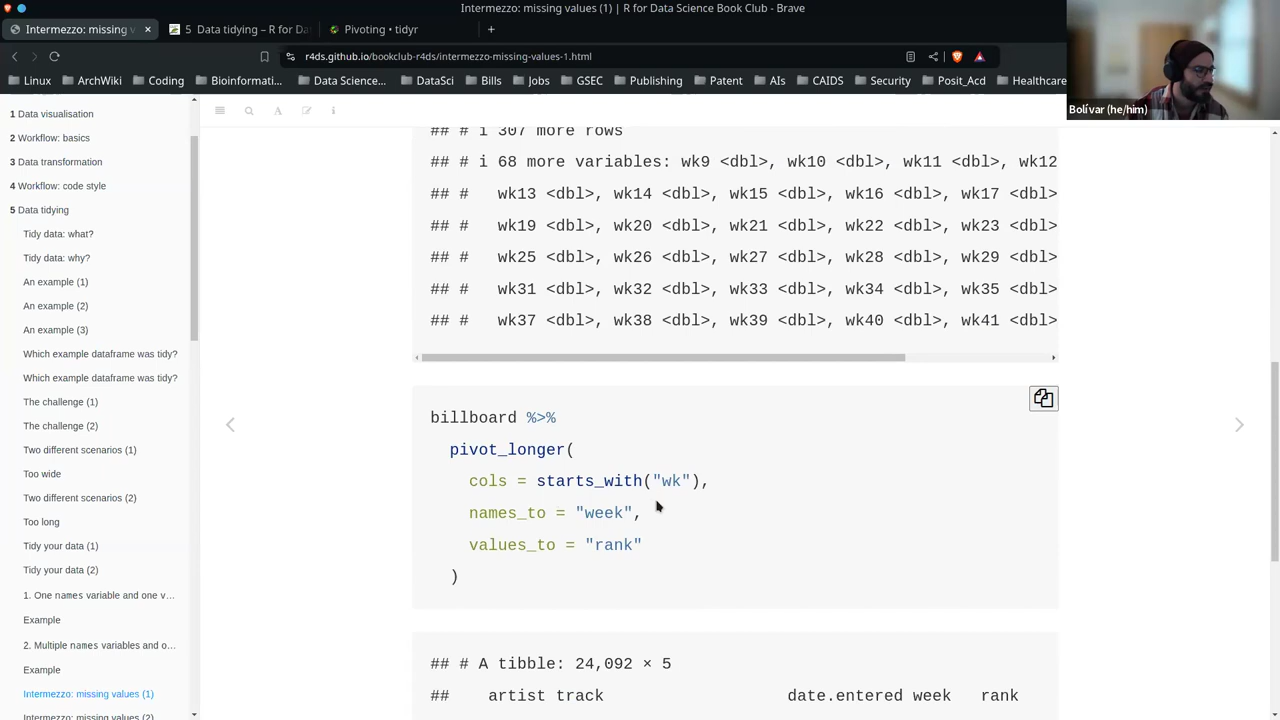 Intermezzo: missing values (1) | R for Data Science Book Club - Brave
Intermezzo: missing v
5 Data tidying – R for Da
Pivoting • tidyr
r4ds.github.io/bookclub-r4ds/intermezzo-missing-values-1.html
Linux
ArchWiki
Coding
Bioinformati...
Data Science...
DataSci
Bills
Jobs
GSEC
Publishing
Patent
AIs
CAIDS
Security
Posit_Acd
Healthcare
Bolívar (he/him)
1 Data visualisation
2 Workflow: basics
3 Data transformation
4 Workflow: code style
5 Data tidying
Tidy data: what?
Tidy data: why?
An example (1)
An example (2)
An example (3)
Which example dataframe was tidy?
Which example dataframe was tidy?
The challenge (1)
The challenge (2)
Two different scenarios (1)
Too wide
Two different scenarios (2)
Too long
Tidy your data (1)
Tidy your data (2)
1. One names variable and one v…
Example
2. Multiple names variables and o…
Example
Intermezzo: missing values (1)
Intermezzo: missing values (2)
A
i
## # i 307 more rows
## # i 68 more variables: wk9 <dbl>, wk10 <dbl>, wk11 <dbl>, wk12
## #   wk13 <dbl>, wk14 <dbl>, wk15 <dbl>, wk16 <dbl>, wk17 <dbl>
## #   wk19 <dbl>, wk20 <dbl>, wk21 <dbl>, wk22 <dbl>, wk23 <dbl>
## #   wk25 <dbl>, wk26 <dbl>, wk27 <dbl>, wk28 <dbl>, wk29 <dbl>
## #   wk31 <dbl>, wk32 <dbl>, wk33 <dbl>, wk34 <dbl>, wk35 <dbl>
## #   wk37 <dbl>, wk38 <dbl>, wk39 <dbl>, wk40 <dbl>, wk41 <dbl>
billboard %>%
  pivot_longer(
    cols = starts_with("wk"),
    names_to = "week",
    values_to = "rank"
  )
## # A tibble: 24,092 × 5
##    artist track                   date.entered week   rank